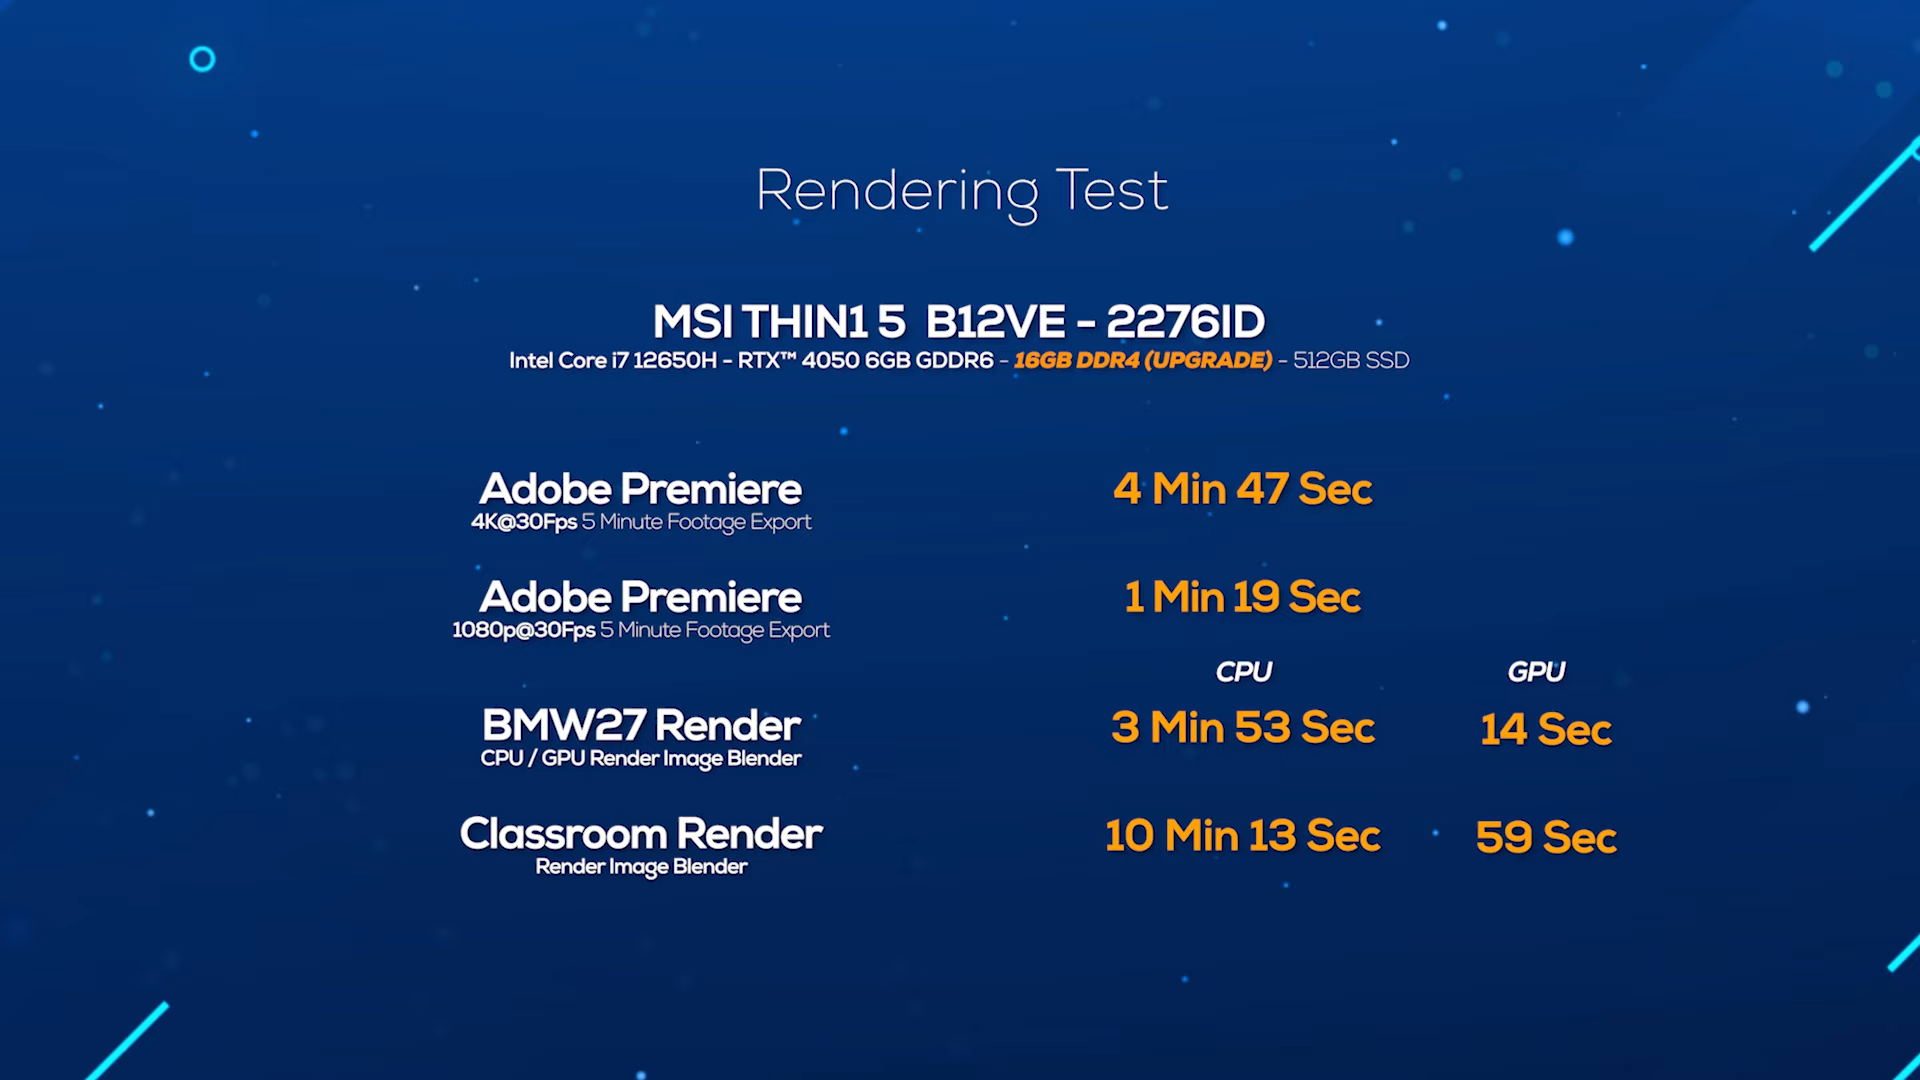 Rendering Test
MSI THIN1 5 B12VE - 2276ID
Intel Core i7 12650H - RTX™ 4050 6GB GDDR6 - 16GB DDR4 (UPGRADE) - 512GB SSD
Adobe Premiere 4 Min 47 Sec
4K@30Fps 5 Minute Footage Export
Adobe Premiere 1 Min 19 Sec
1080p@30Fps 5 Minute Footage Export
CPU GPU
BMW27 Render 3 Min 53 Sec 14 Sec
CPU / GPU Render Image Blender
Classroom Render 10 Min 13 Sec 59 Sec
Render Image Blender